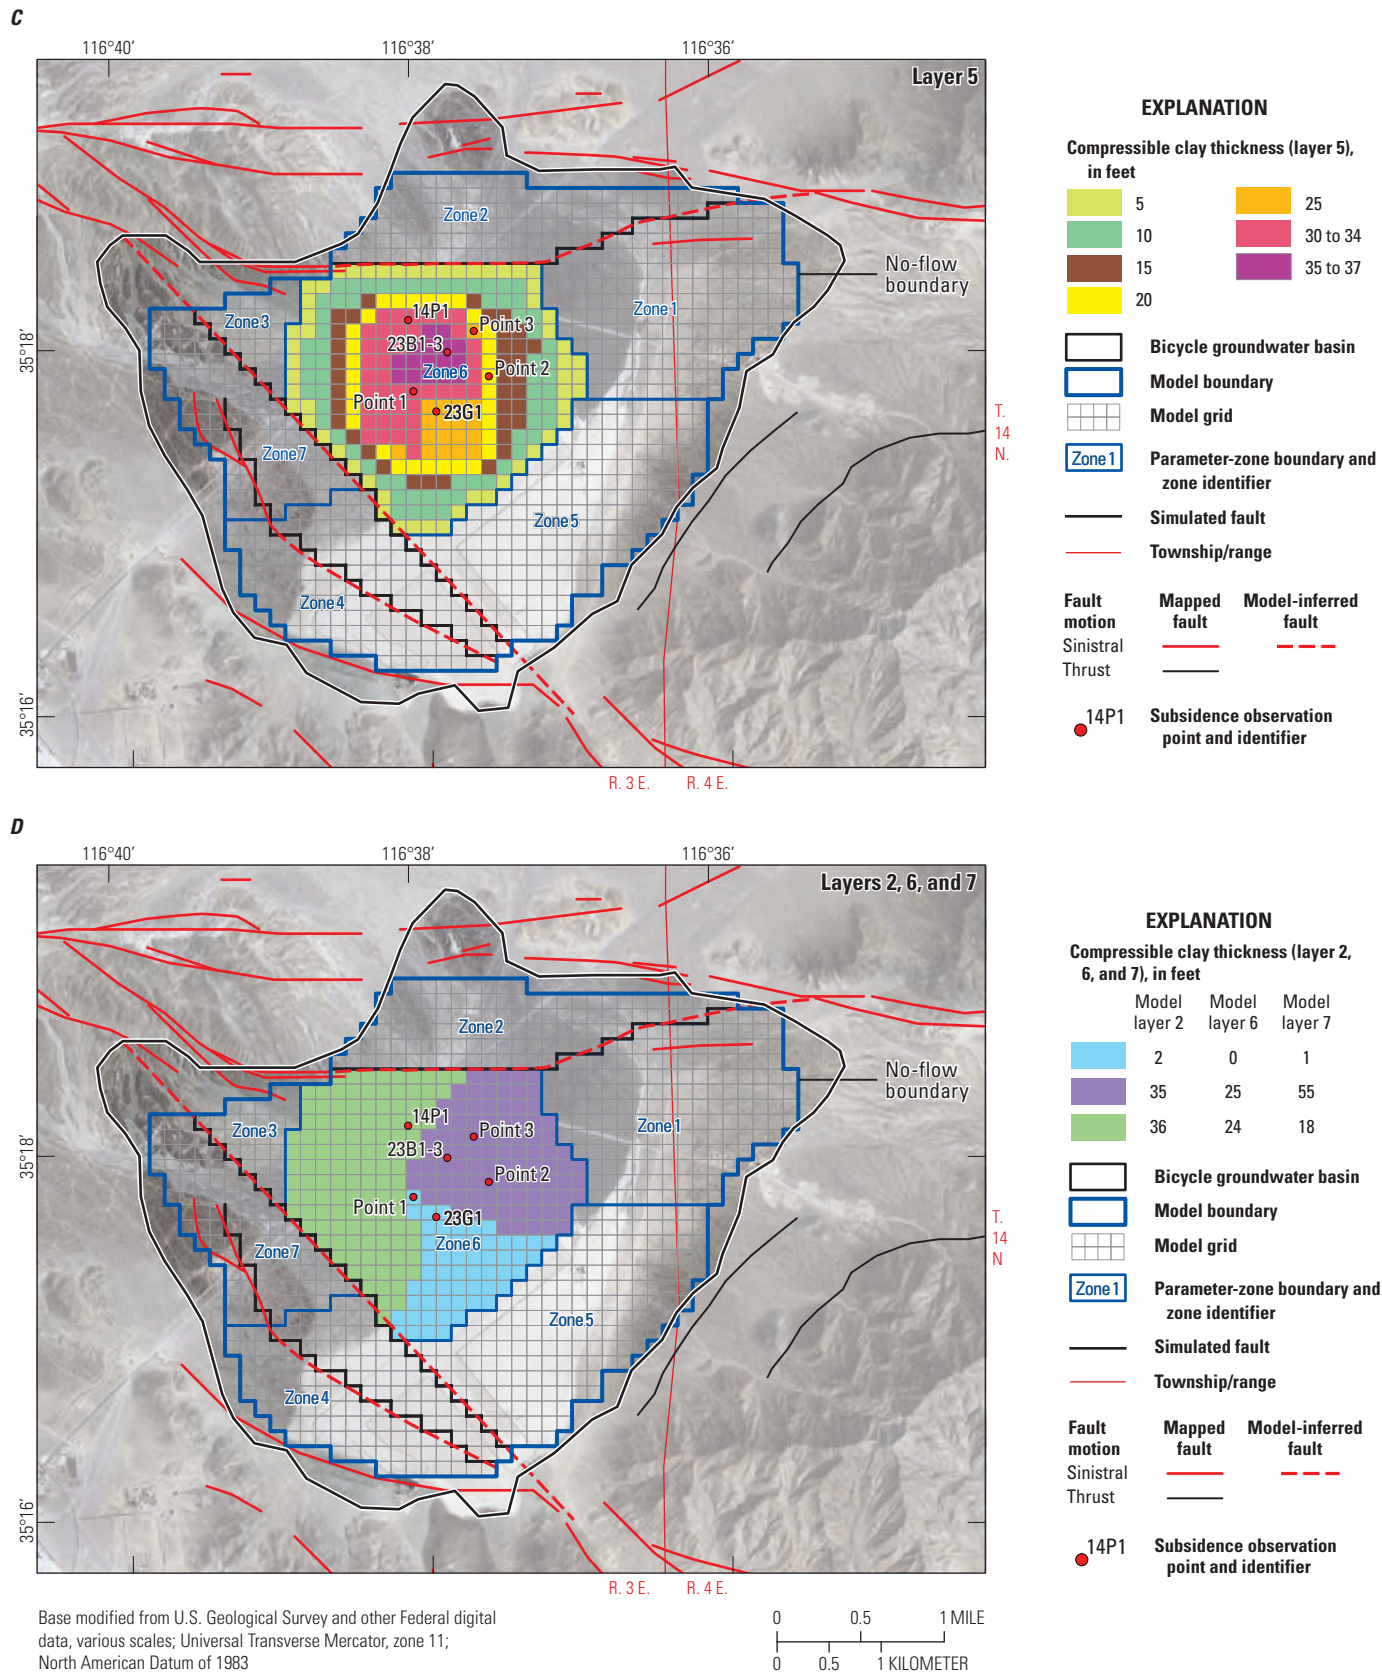 C
116°40′ 116°38′ 116°36′
Layer 5
35°18′
35°16′
Zone 2
No-flow
boundary
Zone 1
Zone 3
14P1
Point 3
23B1-3
Zone 6
Point 2
Point 1
23G1
Zone 7
Zone 5
Zone 4
T.
14
N.
R. 3 E. R. 4 E.
EXPLANATION
Compressible clay thickness (layer 5),
in feet
5 25
10 30 to 34
15 35 to 37
20
Bicycle groundwater basin
Model boundary
Model grid
Zone 1 Parameter-zone boundary and
zone identifier
Simulated fault
Township/range
Fault Mapped Model-inferred
motion fault fault
Sinistral
Thrust
14P1 Subsidence observation
point and identifier
D
116°40′ 116°38′ 116°36′
Layers 2, 6, and 7
35°18′
35°16′
Zone 2
No-flow
boundary
Zone 1
Zone 3
14P1
Point 3
23B1-3
Point 2
Point 1
23G1
Zone 6
Zone 7
Zone 5
Zone 4
T.
14
N
R. 3 E. R. 4 E.
EXPLANATION
Compressible clay thickness (layer 2,
6, and 7), in feet
Model Model Model
layer 2 layer 6 layer 7
2 0 1
35 25 55
36 24 18
Bicycle groundwater basin
Model boundary
Model grid
Zone 1 Parameter-zone boundary and
zone identifier
Simulated fault
Township/range
Fault Mapped Model-inferred
motion fault fault
Sinistral
Thrust
14P1 Subsidence observation
point and identifier
Base modified from U.S. Geological Survey and other Federal digital
data, various scales; Universal Transverse Mercator, zone 11;
North American Datum of 1983
0 0.5 1 MILE
0 0.5 1 KILOMETER